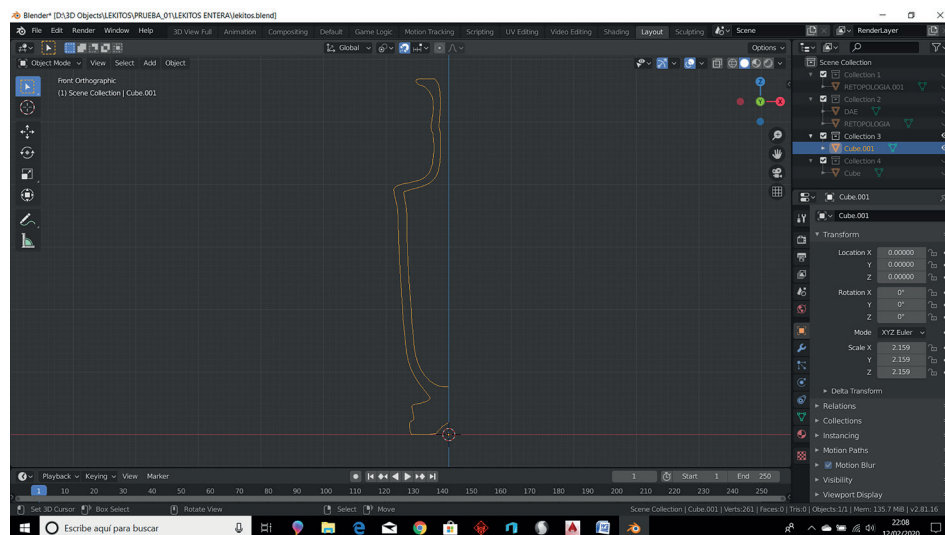 Blender* [D:\3D Objects\LEKITOS\PRUEBA_01\LEKITOS ENTERA\lekitos.blend]
File Edit Render Window Help 3D View Full Animation Compositing Default Game Logic Motion Tracking Scripting UV Editing Video Editing Shading Layout Sculpting Scene RenderLayer
Global Options
Object Mode View Select Add Object
Front Orthographic
(1) Scene Collection | Cube.001
Z
Y
X
Scene Collection
Collection 1
RETOPOLOGIA.001
Collection 2
DAE
RETOPOLOGIA
Collection 3
Cube.001
Collection 4
Cube
Cube.001
Cube.001
Transform
Location X 0.00000
Y 0.00000
Z 0.00000
Rotation X 0°
Y 0°
Z 0°
Mode XYZ Euler
Scale X 2.159
Y 2.159
Z 2.159
Delta Transform
Relations
Collections
Instancing
Motion Paths
Motion Blur
Visibility
Viewport Display
Playback Keying View Marker 1 Start 1 End 250
1 10 20 30 40 50 60 70 80 90 100 110 120 130 140 150 160 170 180 190 200 210 220 230 240 250
Set 3D Cursor Box Select Rotate View Select Move Scene Collection | Cube.001 | Verts:261 | Faces:0 | Tris:0 | Objects:1/1 | Mem: 135.7 MiB | v2.81.16
Escribe aquí para buscar
22:08
12/02/2020